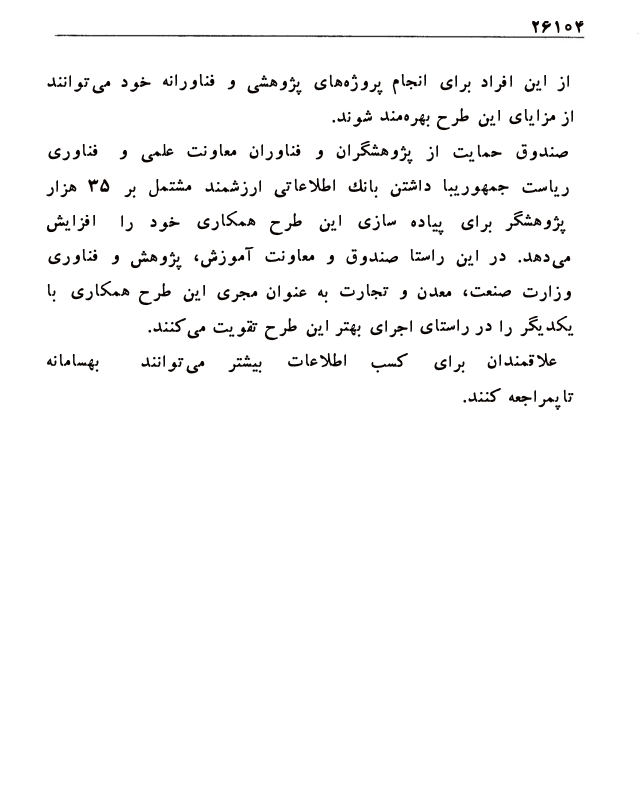 ۲۶۱۰۴
از این افراد برای انجام پروژه‌های پژوهشی و فناورانه خود می‌توانند
از مزایای این طرح بهره‌مند شوند.
صندوق حمایت از پژوهشگران و فناوران معاونت علمی و فناوری
ریاست جمهوریبا داشتن بانك اطلاعاتی ارزشمند مشتمل بر ۳۵ هزار
پژوهشگر برای پیاده سازی این طرح همکاری خود را افزایش
می‌دهد. در این راستا صندوق و معاونت آموزش، پژوهش و فناوری
وزارت صنعت، معدن و تجارت به عنوان مجری این طرح همکاری با
یکدیگر را در راستای اجرای بهتر این طرح تقویت می‌کنند.
علاقمندان برای کسب اطلاعات بیشتر می‌توانند بهسامانه
تاپمراجعه کنند.